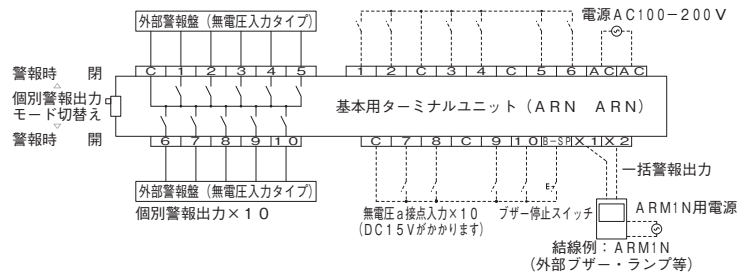 外部警報盤（無電圧入力タイプ）
電源ＡＣ１００−２００Ｖ
警報時　閉
C 1 2 3 4 5
1 2 C 3 4 C 5 6 AC AC
個別警報出力
モード切替え
基本用ターミナルユニット（ＡＲＮ　ＡＲＮ）
警報時　開
6 7 8 9 10
C 7 8 C 9 10 B-SP X1 X2
一括警報出力
外部警報盤（無電圧入力タイプ）
個別警報出力×１０
無電圧ａ接点入力×１０
（ＤＣ１５Ｖがかかります）
ブザー停止スイッチ
ＡＲＭ１Ｎ用電源
結線例：ＡＲＭ１Ｎ
（外部ブザー・ランプ等）